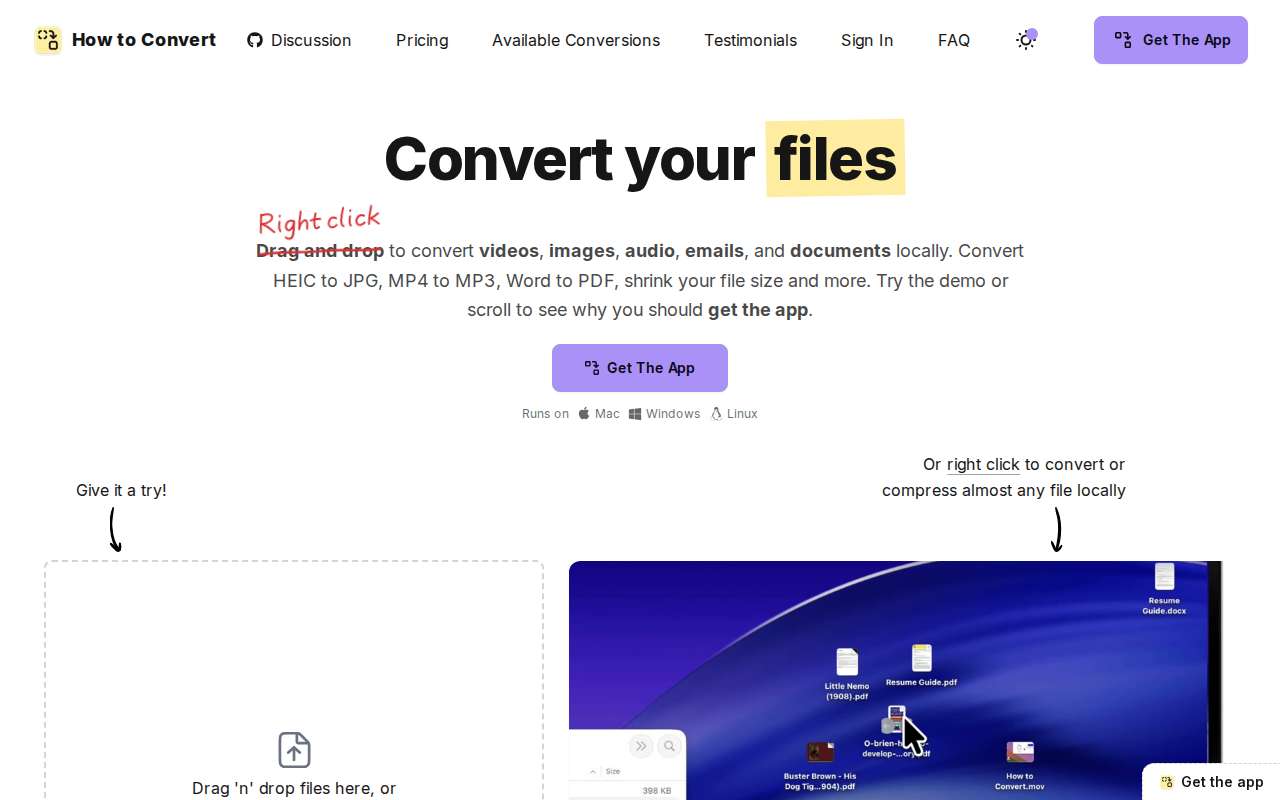 How to Convert
Discussion
Pricing
Available Conversions
Testimonials
Sign In
FAQ
Get The App
Convert your files
Right click
Drag and drop to convert videos, images, audio, emails, and documents locally. Convert
HEIC to JPG, MP4 to MP3, Word to PDF, shrink your file size and more. Try the demo or
scroll to see why you should get the app.
Get The App
Runs on Mac Windows Linux
Give it a try!
Or right click to convert or
compress almost any file locally
Drag 'n' drop files here, or
Resume
Guide.docx
Little Nemo
(1908).pdf
Resume Guide.pdf
Buster Brown - His
Dog Tig...904).pdf
How to
Convert.mov
Size
398 KB
Get the app